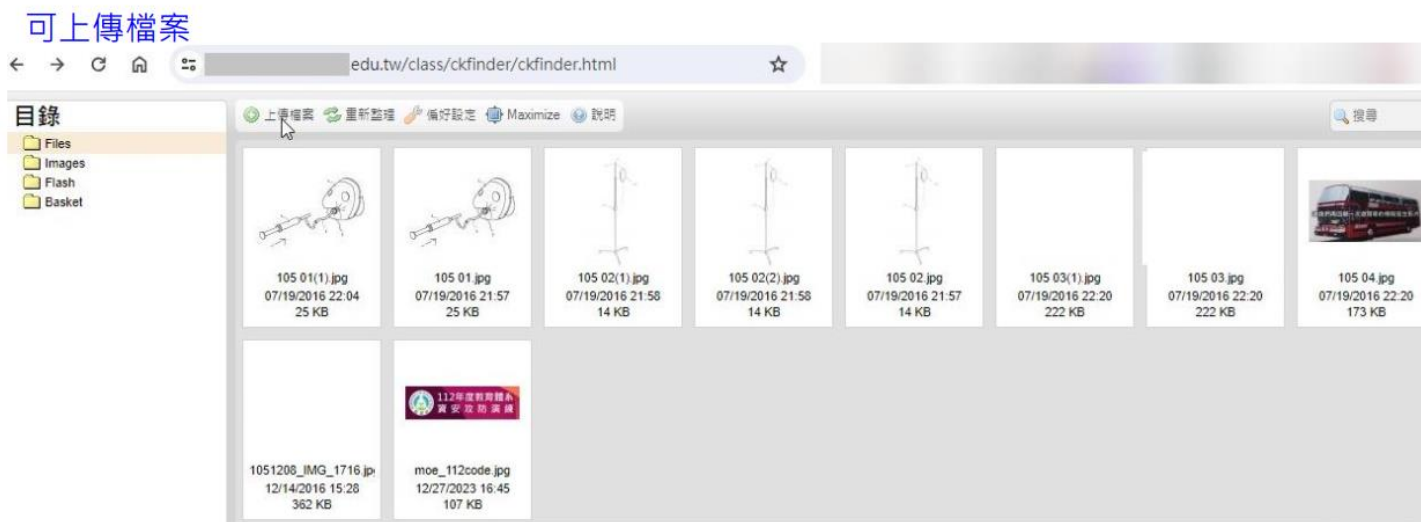 可上傳檔案
edu.tw/class/ckfinder/ckfinder.html
目錄
上傳檔案 重新整理 偏好設定 Maximize 說明
搜尋
Files
Images
Flash
Basket
105 01(1).jpg
07/19/2016 22:04
25 KB
105 01.jpg
07/19/2016 21:57
25 KB
105 02(1).jpg
07/19/2016 21:58
14 KB
105 02(2).jpg
07/19/2016 21:58
14 KB
105 02.jpg
07/19/2016 21:57
14 KB
105 03(1).jpg
07/19/2016 22:20
222 KB
105 03.jpg
07/19/2016 22:20
222 KB
105 04.jpg
07/19/2016 22:20
173 KB
1051208_IMG_1716.jp
12/14/2016 15:28
362 KB
112年度教育體系
資安攻防演練
moe_112code.jpg
12/27/2023 16:45
107 KB